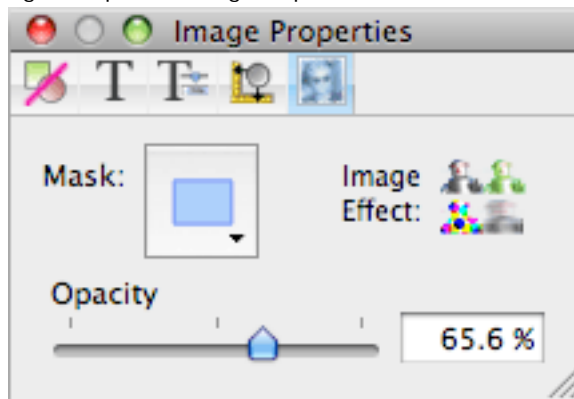 Image Properties
T T
Mask:
Image
Effect:
Opacity
65.6 %